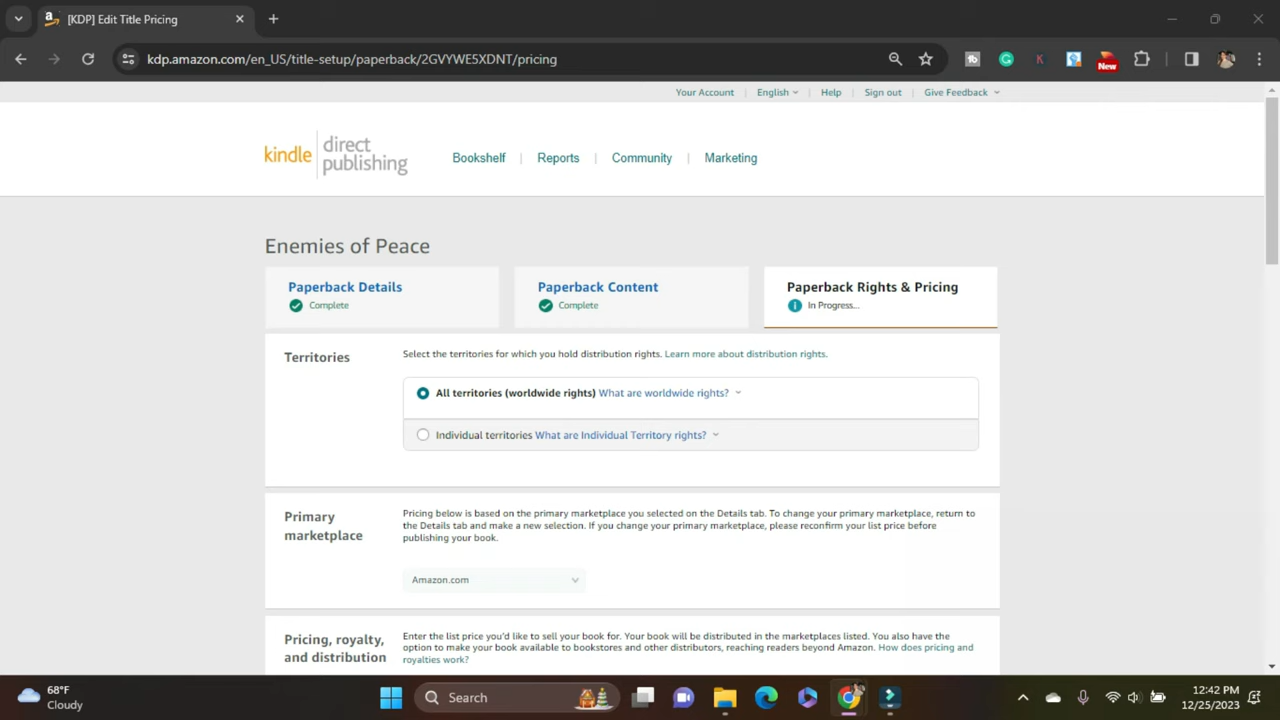 [KDP] Edit Title Pricing
kdp.amazon.com/en_US/title-setup/paperback/2GVYWE5XDNT/pricing
New
Your Account English Help Sign out Give Feedback
kindle direct publishing
Bookshelf Reports Community Marketing
Enemies of Peace
Paperback Details
Complete
Paperback Content
Complete
Paperback Rights & Pricing
In Progress...
Territories
Select the territories for which you hold distribution rights. Learn more about distribution rights.
All territories (worldwide rights) What are worldwide rights?
Individual territories What are Individual Territory rights?
Primary
marketplace
Pricing below is based on the primary marketplace you selected on the Details tab. To change your primary marketplace, return to
the Details tab and make a new selection. If you change your primary marketplace, please reconfirm your list price before
publishing your book.
Amazon.com
Pricing, royalty,
and distribution
Enter the list price you'd like to sell your book for. Your book will be distributed in the marketplaces listed. You also have the
option to make your book available to bookstores and other distributors, reaching readers beyond Amazon. How does pricing and
royalties work?
68°F
Cloudy
Search
12:42 PM
12/25/2023